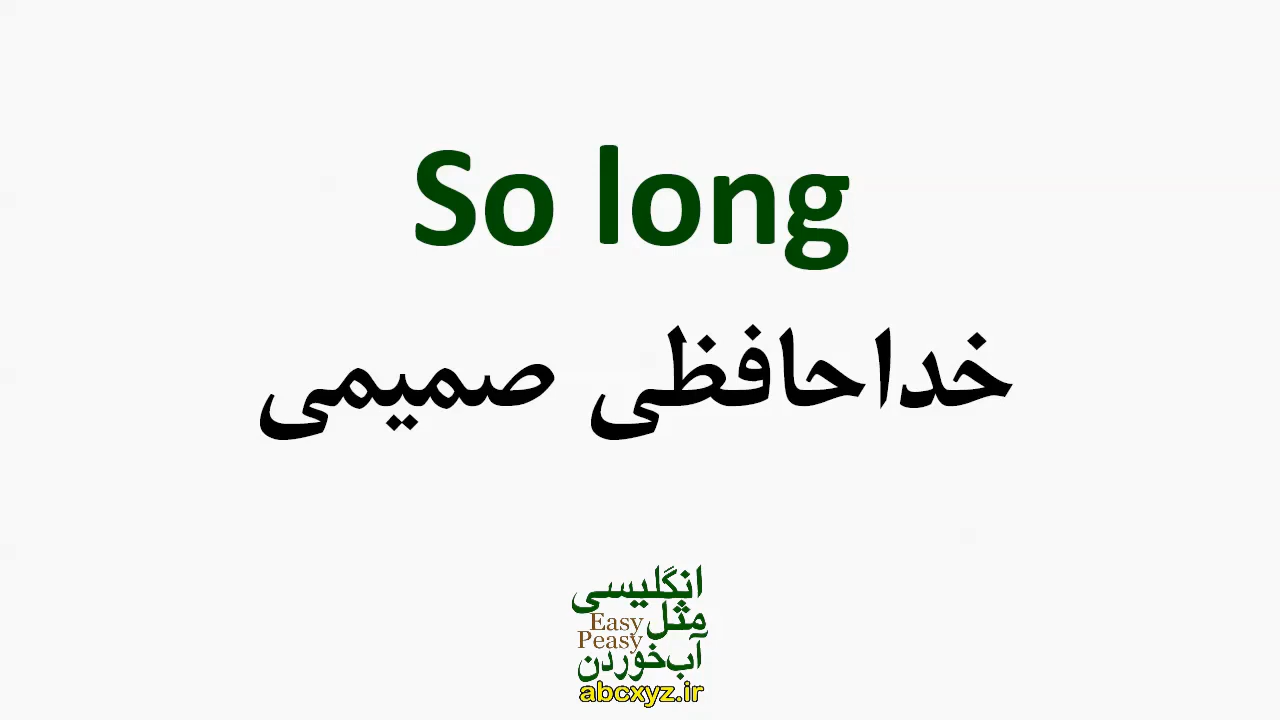 So long
خداحافظی صمیمی
انگلیسی
مثل
Easy
Peasy
آب‌خوردن
abcxyz.ir